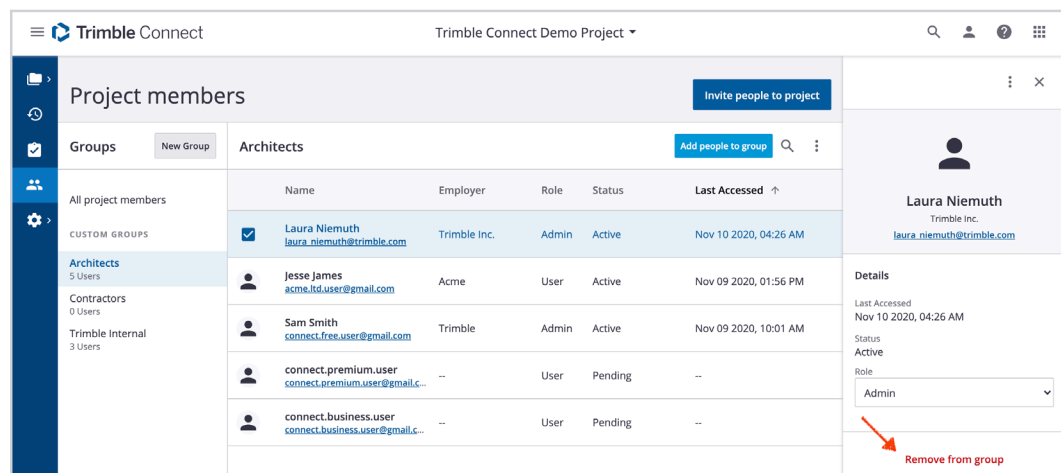 Trimble Connect
Trimble Connect Demo Project
Project members
Invite people to project
Groups
New Group
All project members
CUSTOM GROUPS
Architects
5 Users
Contractors
0 Users
Trimble Internal
3 Users
Architects
Add people to group
Name Employer Role Status Last Accessed
Laura Niemuth
laura_niemuth@trimble.com
Trimble Inc. Admin Active Nov 10 2020, 04:26 AM
Jesse James
acme.ltd.user@gmail.com
Acme User Active Nov 09 2020, 01:56 PM
Sam Smith
connect.free.user@gmail.com
Trimble Admin Active Nov 09 2020, 10:01 AM
connect.premium.user
connect.premium.user@gmail.c...
-- User Pending --
connect.business.user
connect.business.user@gmail.c...
-- User Pending --
Laura Niemuth
Trimble Inc.
laura_niemuth@trimble.com
Details
Last Accessed
Nov 10 2020, 04:26 AM
Status
Active
Role
Admin
Remove from group